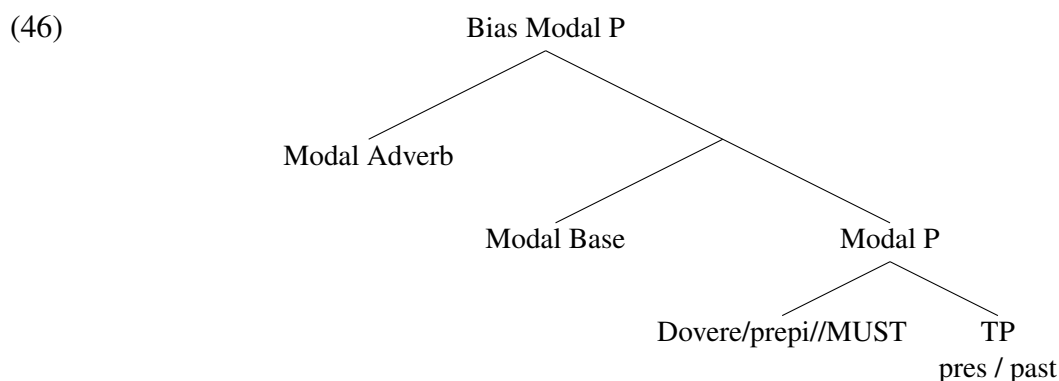 (46)
Bias Modal P
Modal Adverb
Modal Base
Modal P
Dovere/prepi//MUST
TP
pres / past